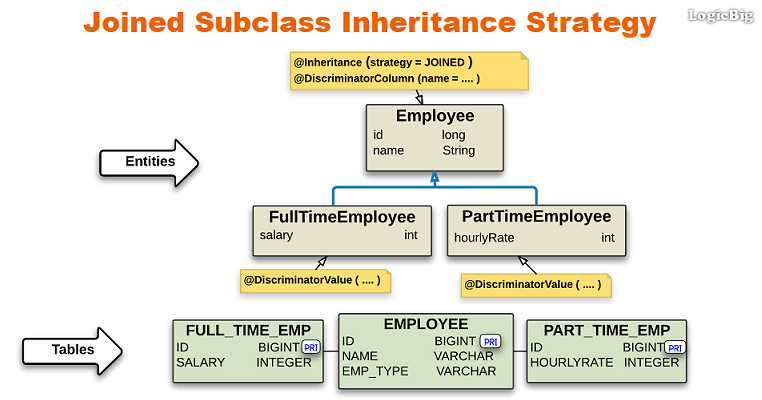 Joined Subclass Inheritance Strategy
LogicBig
@Inheritance (strategy = JOINED )
@DiscriminatorColumn (name = .... )
Employee
id long
name String
Entities
FullTimeEmployee
salary int
PartTimeEmployee
hourlyRate int
@DiscriminatorValue ( .... )
@DiscriminatorValue ( .... )
Tables
FULL_TIME_EMP
ID BIGINT PRI
SALARY INTEGER
EMPLOYEE
ID BIGINT PRI
NAME VARCHAR
EMP_TYPE VARCHAR
PART_TIME_EMP
ID BIGINT PRI
HOURLYRATE INTEGER